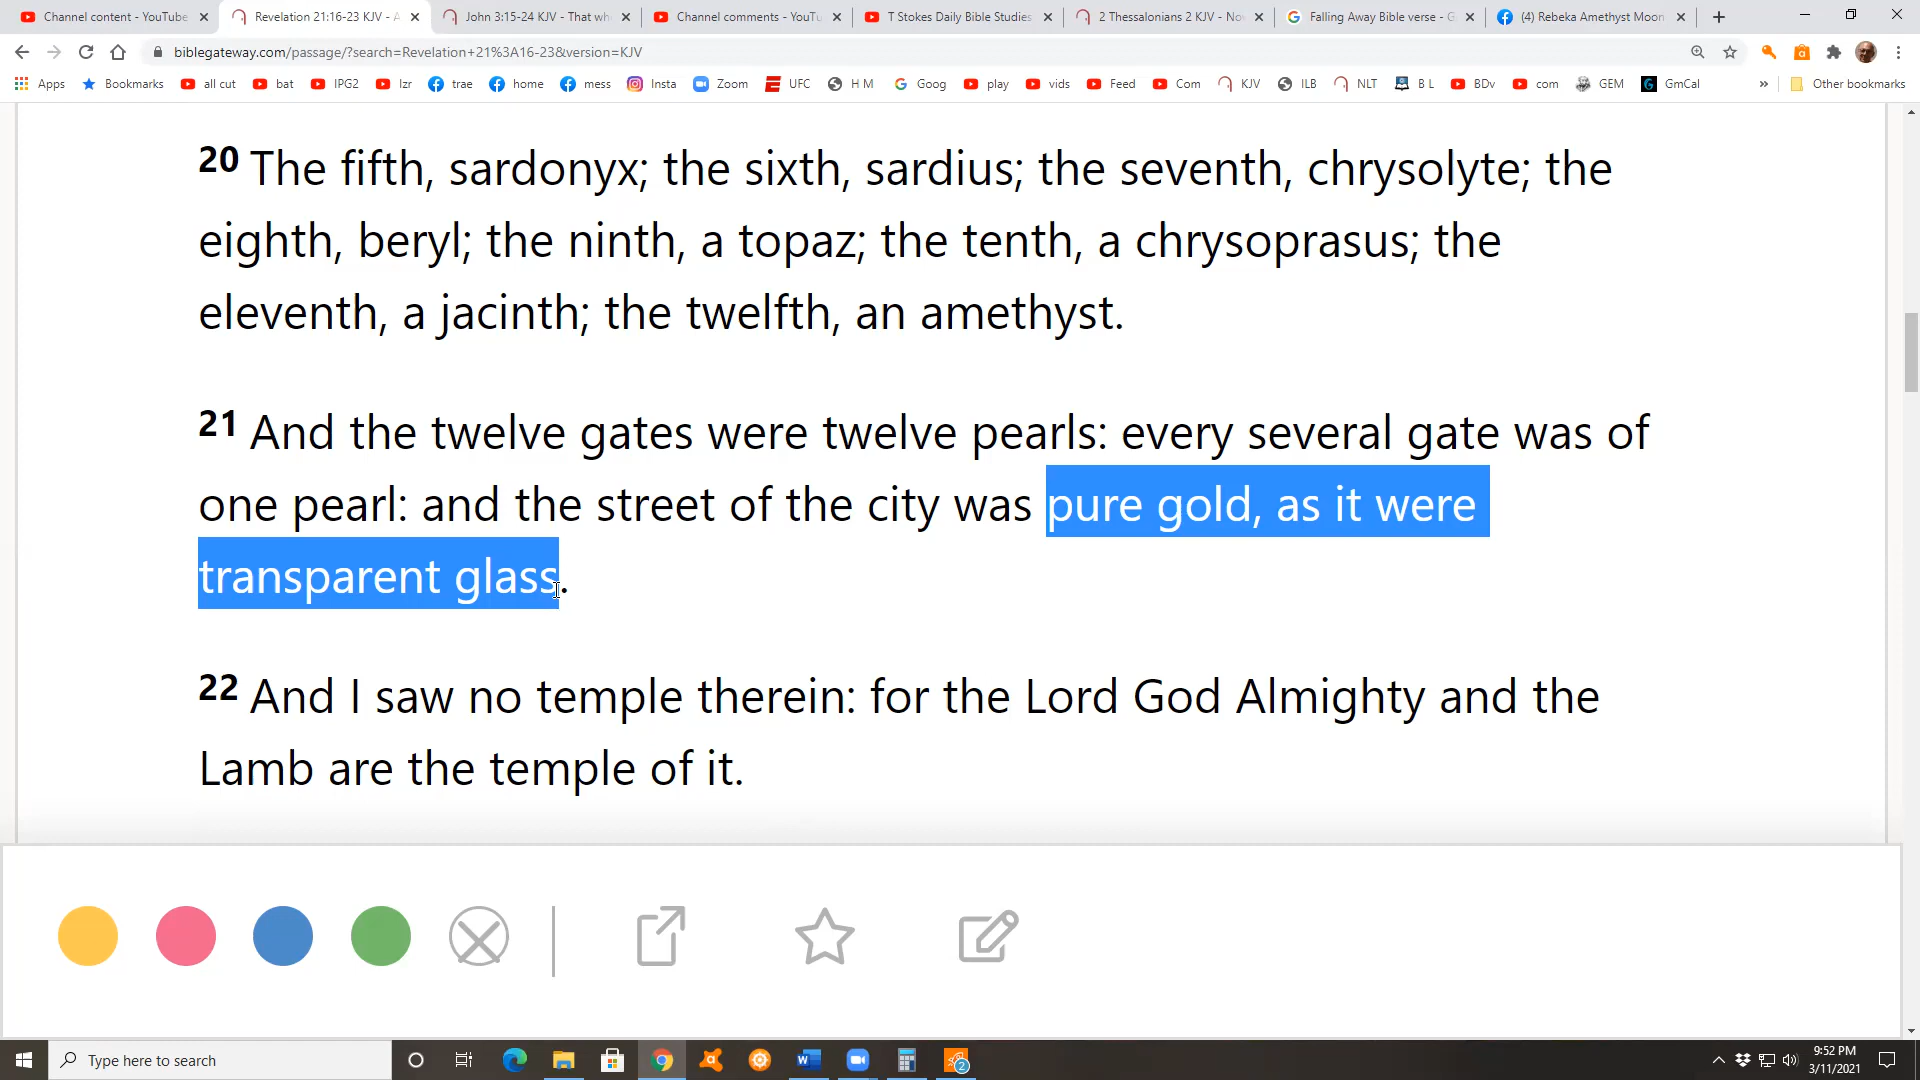 Channel content - YouTube
Revelation 21:16-23 KJV - A
John 3:15-24 KJV - That wh
Channel comments - YouTu
T Stokes Daily Bible Studies
2 Thessalonians 2 KJV - No
Falling Away Bible verse - G
(4) Rebeka Amethyst Moon
biblegateway.com/passage/?search=Revelation+21%3A16-23&version=KJV
Apps Bookmarks all cut bat IPG2 lzr trae home mess Insta Zoom UFC H M Goog play vids Feed Com KJV ILB NLT B L BDv com GEM GmCal » Other bookmarks
20 The fifth, sardonyx; the sixth, sardius; the seventh, chrysolyte; the
eighth, beryl; the ninth, a topaz; the tenth, a chrysoprasus; the
eleventh, a jacinth; the twelfth, an amethyst.
21 And the twelve gates were twelve pearls: every several gate was of
one pearl: and the street of the city was pure gold, as it were
transparent glass.
22 And I saw no temple therein: for the Lord God Almighty and the
Lamb are the temple of it.
Type here to search
2
9:52 PM
3/11/2021